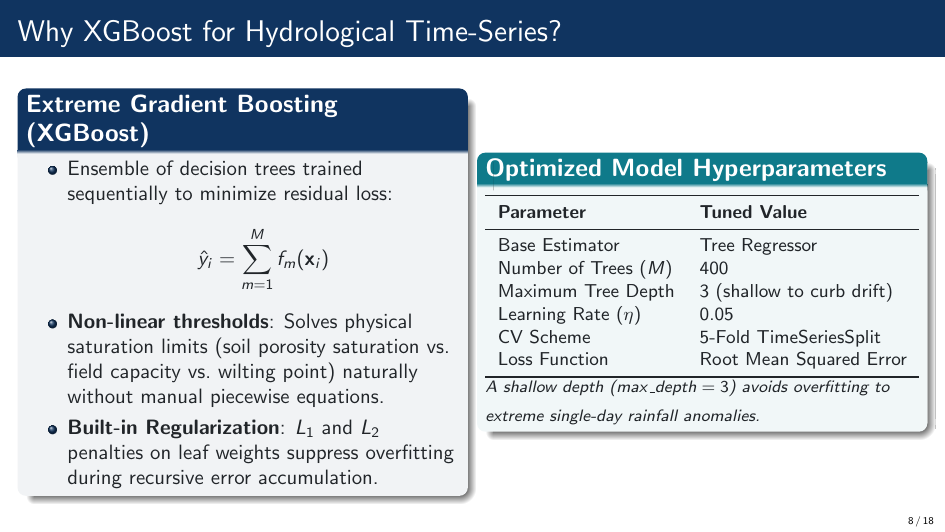 Why XGBoost for Hydrological Time-Series?
Extreme Gradient Boosting
(XGBoost)
Ensemble of decision trees trained
sequentially to minimize residual loss:
ŷᵢ = ∑_{m=1}^{M} fₘ(𝐱ᵢ)
Non-linear thresholds: Solves physical
saturation limits (soil porosity saturation vs.
field capacity vs. wilting point) naturally
without manual piecewise equations.
Built-in Regularization: L₁ and L₂
penalties on leaf weights suppress overfitting
during recursive error accumulation.
Optimized Model Hyperparameters
Parameter Tuned Value
Base Estimator Tree Regressor
Number of Trees (M) 400
Maximum Tree Depth 3 (shallow to curb drift)
Learning Rate (η) 0.05
CV Scheme 5-Fold TimeSeriesSplit
Loss Function Root Mean Squared Error
A shallow depth (max_depth = 3) avoids overfitting to
extreme single-day rainfall anomalies.
8 / 18